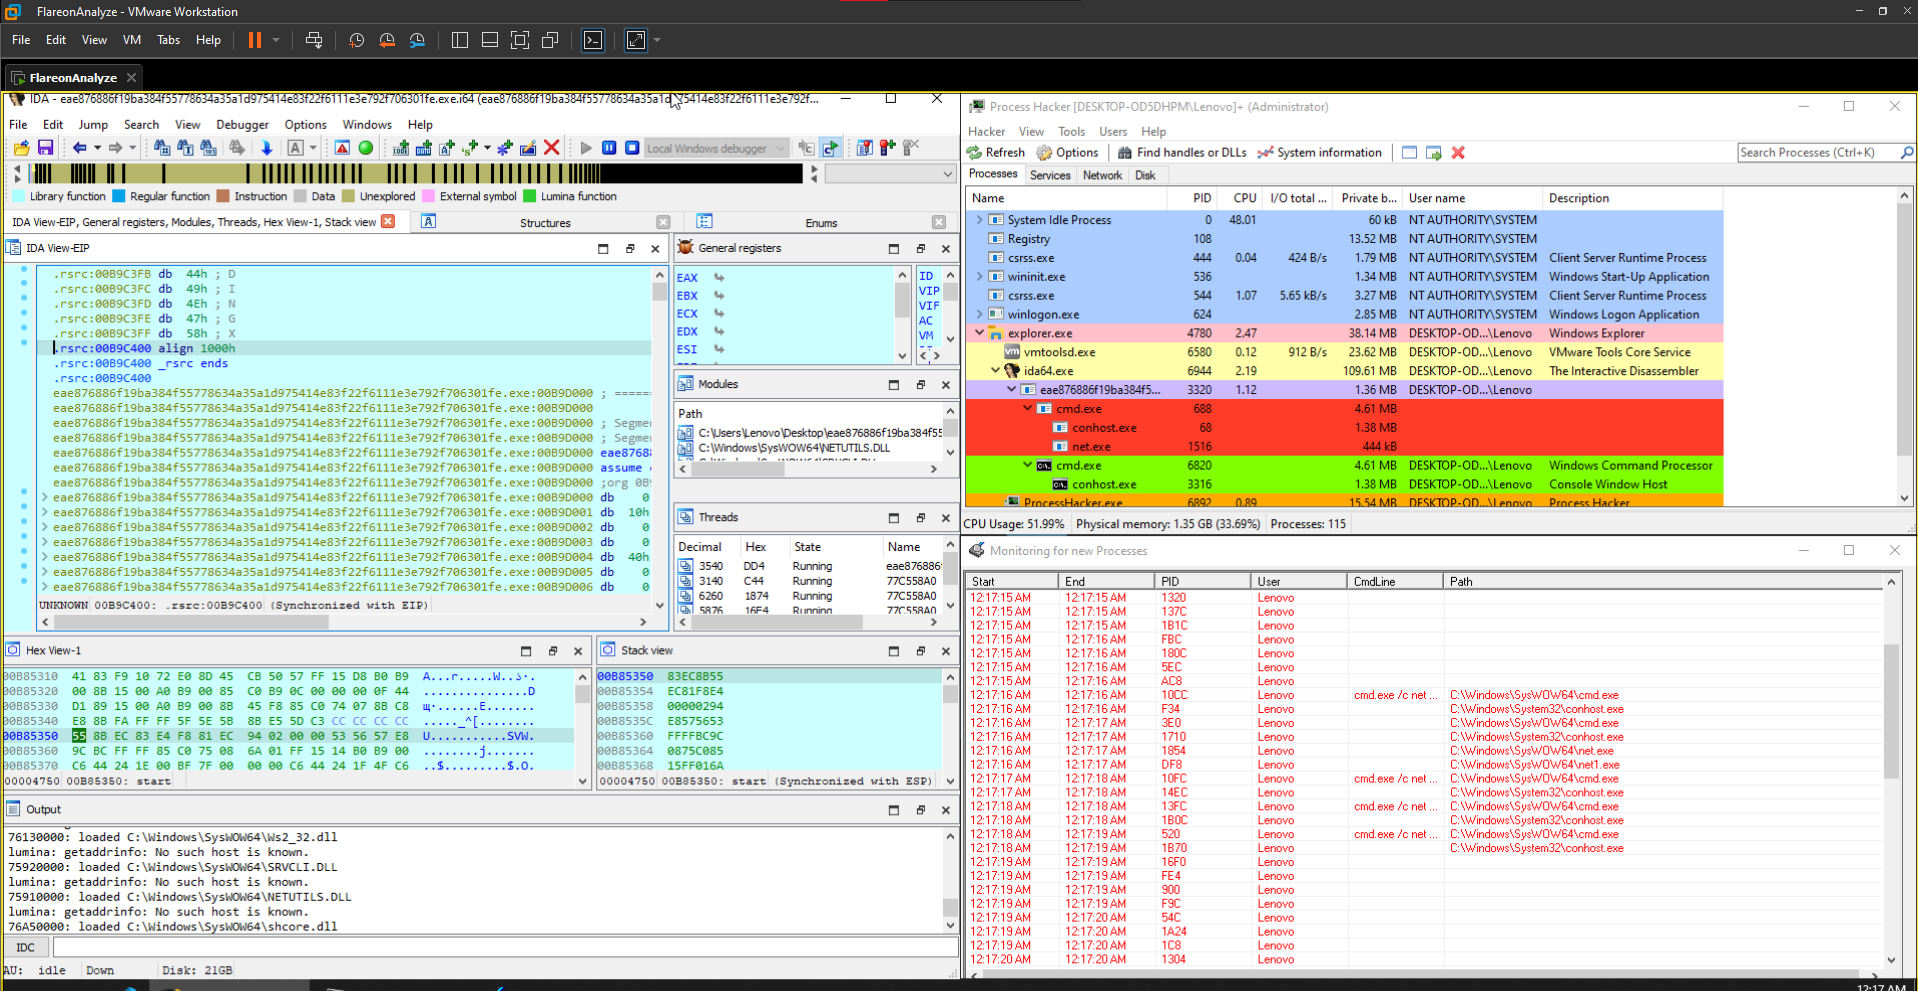 FlareonAnalyze - VMware Workstation
File Edit View VM Tabs Help
FlareonAnalyze
IDA - eae876886f19ba384f55778634a35a1d975414e83f22f6111e3e792f706301fe.exe.i64 (eae876886f19ba384f55778634a35a1d975414e83f22f6111e3e792f...
File Edit Jump Search View Debugger Options Windows Help
Local Windows debugger
Library function Regular function Instruction Data Unexplored External symbol Lumina function
IDA View-EIP, General registers, Modules, Threads, Hex View-1, Stack view Structures Enums
IDA View-EIP
.rsrc:00B9C3FB db 44h ; D
.rsrc:00B9C3FC db 49h ; I
.rsrc:00B9C3FD db 4Eh ; N
.rsrc:00B9C3FE db 47h ; G
.rsrc:00B9C3FF db 58h ; X
.rsrc:00B9C400 align 1000h
.rsrc:00B9C400 _rsrc ends
.rsrc:00B9C400
eae876886f19ba384f55778634a35a1d975414e83f22f6111e3e792f706301fe.exe:00B9D000 ; ======
eae876886f19ba384f55778634a35a1d975414e83f22f6111e3e792f706301fe.exe:00B9D000
eae876886f19ba384f55778634a35a1d975414e83f22f6111e3e792f706301fe.exe:00B9D000 ; Segme
eae876886f19ba384f55778634a35a1d975414e83f22f6111e3e792f706301fe.exe:00B9D000 ; Segme
eae876886f19ba384f55778634a35a1d975414e83f22f6111e3e792f706301fe.exe:00B9D000 eae8768
eae876886f19ba384f55778634a35a1d975414e83f22f6111e3e792f706301fe.exe:00B9D000 assume
eae876886f19ba384f55778634a35a1d975414e83f22f6111e3e792f706301fe.exe:00B9D000 ;org 0B9
eae876886f19ba384f55778634a35a1d975414e83f22f6111e3e792f706301fe.exe:00B9D000 db 0
eae876886f19ba384f55778634a35a1d975414e83f22f6111e3e792f706301fe.exe:00B9D001 db 10h
eae876886f19ba384f55778634a35a1d975414e83f22f6111e3e792f706301fe.exe:00B9D002 db 0
eae876886f19ba384f55778634a35a1d975414e83f22f6111e3e792f706301fe.exe:00B9D003 db 0
eae876886f19ba384f55778634a35a1d975414e83f22f6111e3e792f706301fe.exe:00B9D004 db 40h
eae876886f19ba384f55778634a35a1d975414e83f22f6111e3e792f706301fe.exe:00B9D005 db 0
eae876886f19ba384f55778634a35a1d975414e83f22f6111e3e792f706301fe.exe:00B9D006 db 0
UNKNOWN 00B9C400: .rsrc:00B9C400 (Synchronized with EIP)
General registers
EAX
EBX
ECX
EDX
ESI
ID
VIP
VIF
AC
VM
Modules
Path
C:\Users\Lenovo\Desktop\eae876886f19ba384f55
C:\Windows\SysWOW64\NETUTILS.DLL
Threads
Decimal Hex State Name
3540 DD4 Running eae876886
3140 C44 Running 77C558A0
6260 1874 Running 77C558A0
5876 16F4 Running 77C558A0
Hex View-1
00B85310 41 83 F9 10 72 E0 8D 45 CB 50 57 FF 15 D8 B0 B9 A...r.....W..ذ.
00B85320 00 8B 15 00 A0 B9 00 85 C0 B9 0C 00 00 00 0F 44 ...............D
00B85330 D1 89 15 00 A0 B9 00 8B 45 F8 85 C0 74 07 8B C8
00B85340 E8 8B FA FF FF 5F 5E 5B 8B E5 5D C3 CC CC CC CC ....._^[........
00B85350 55 8B EC 83 E4 F8 81 EC 94 02 00 00 53 56 57 E8 U...........SVW.
00B85360 9C BC FF FF 85 C0 75 08 6A 01 FF 15 14 B0 B9 00 ........j.......
00B85370 C6 44 24 1E 00 BF 7F 00 00 00 C6 44 24 1F 4F C6 ..$.........$.O.
00004750 00B85350: start
Stack view
00B85350 83EC8B55
00B85354 EC81F8E4
00B85358 00000294
00B8535C E8575653
00B85360 FFFFBC9C
00B85364 0875C085
00B85368 15FF016A
00004750 00B85350: start (Synchronized with ESP)
Output
76130000: loaded C:\Windows\SysWOW64\Ws2_32.dll
lumina: getaddrinfo: No such host is known.
75920000: loaded C:\Windows\SysWOW64\SRVCLI.DLL
lumina: getaddrinfo: No such host is known.
75910000: loaded C:\Windows\SysWOW64\NETUTILS.DLL
lumina: getaddrinfo: No such host is known.
76A50000: loaded C:\Windows\SysWOW64\shcore.dll
IDC
AU: idle Down Disk: 21GB
Process Hacker [DESKTOP-OD5DHPM\Lenovo]+ (Administrator)
Hacker View Tools Users Help
Refresh Options Find handles or DLLs System information Search Processes (Ctrl+K)
Processes Services Network Disk
Name PID CPU I/O total ... Private b... User name Description
System Idle Process 0 48.01 60 kB NT AUTHORITY\SYSTEM
Registry 108 13.52 MB NT AUTHORITY\SYSTEM
csrss.exe 444 0.04 424 B/s 1.79 MB NT AUTHORITY\SYSTEM Client Server Runtime Process
wininit.exe 536 1.34 MB NT AUTHORITY\SYSTEM Windows Start-Up Application
csrss.exe 544 1.07 5.65 kB/s 3.27 MB NT AUTHORITY\SYSTEM Client Server Runtime Process
winlogon.exe 624 2.85 MB NT AUTHORITY\SYSTEM Windows Logon Application
explorer.exe 4780 2.47 38.14 MB DESKTOP-OD...\Lenovo Windows Explorer
vmtoolsd.exe 6580 0.12 912 B/s 23.62 MB DESKTOP-OD...\Lenovo VMware Tools Core Service
ida64.exe 6944 2.19 109.61 MB DESKTOP-OD...\Lenovo The Interactive Disassembler
eae876886f19ba384f5... 3320 1.12 1.36 MB DESKTOP-OD...\Lenovo
cmd.exe 688 4.61 MB
conhost.exe 68 1.38 MB
net.exe 1516 444 kB
cmd.exe 6820 4.61 MB DESKTOP-OD...\Lenovo Windows Command Processor
conhost.exe 3316 1.38 MB DESKTOP-OD...\Lenovo Console Window Host
ProcessHacker.exe 6892 0.89 15.54 MB DESKTOP-OD...\Lenovo Process Hacker
CPU Usage: 51.99% Physical memory: 1.35 GB (33.69%) Processes: 115
Monitoring for new Processes
Start End PID User CmdLine Path
12:17:15 AM 12:17:15 AM 1320 Lenovo
12:17:15 AM 12:17:15 AM 137C Lenovo
12:17:15 AM 12:17:15 AM 1B1C Lenovo
12:17:15 AM 12:17:16 AM FBC Lenovo
12:17:15 AM 12:17:16 AM 180C Lenovo
12:17:15 AM 12:17:16 AM 5EC Lenovo
12:17:15 AM 12:17:16 AM AC8 Lenovo
12:17:16 AM 12:17:16 AM 10CC Lenovo cmd.exe /c net ... C:\Windows\SysWOW64\cmd.exe
12:17:16 AM 12:17:16 AM F34 Lenovo C:\Windows\System32\conhost.exe
12:17:16 AM 12:17:17 AM 3E0 Lenovo C:\Windows\SysWOW64\cmd.exe
12:17:16 AM 12:17:17 AM 1710 Lenovo C:\Windows\System32\conhost.exe
12:17:16 AM 12:17:17 AM 1854 Lenovo C:\Windows\SysWOW64\net.exe
12:17:16 AM 12:17:17 AM DF8 Lenovo C:\Windows\SysWOW64\net1.exe
12:17:17 AM 12:17:18 AM 10FC Lenovo cmd.exe /c net ... C:\Windows\SysWOW64\cmd.exe
12:17:17 AM 12:17:18 AM 14EC Lenovo C:\Windows\System32\conhost.exe
12:17:18 AM 12:17:18 AM 13FC Lenovo cmd.exe /c net ... C:\Windows\SysWOW64\cmd.exe
12:17:18 AM 12:17:18 AM 1B0C Lenovo C:\Windows\System32\conhost.exe
12:17:18 AM 12:17:19 AM 520 Lenovo cmd.exe /c net ... C:\Windows\SysWOW64\cmd.exe
12:17:18 AM 12:17:19 AM 1B70 Lenovo C:\Windows\System32\conhost.exe
12:17:19 AM 12:17:19 AM 16F0 Lenovo
12:17:19 AM 12:17:19 AM FE4 Lenovo
12:17:19 AM 12:17:19 AM 900 Lenovo
12:17:19 AM 12:17:19 AM F9C Lenovo
12:17:19 AM 12:17:20 AM 54C Lenovo
12:17:19 AM 12:17:20 AM 1A24 Lenovo
12:17:19 AM 12:17:20 AM 1C8 Lenovo
12:17:20 AM 12:17:20 AM 1304 Lenovo
12:17 AM